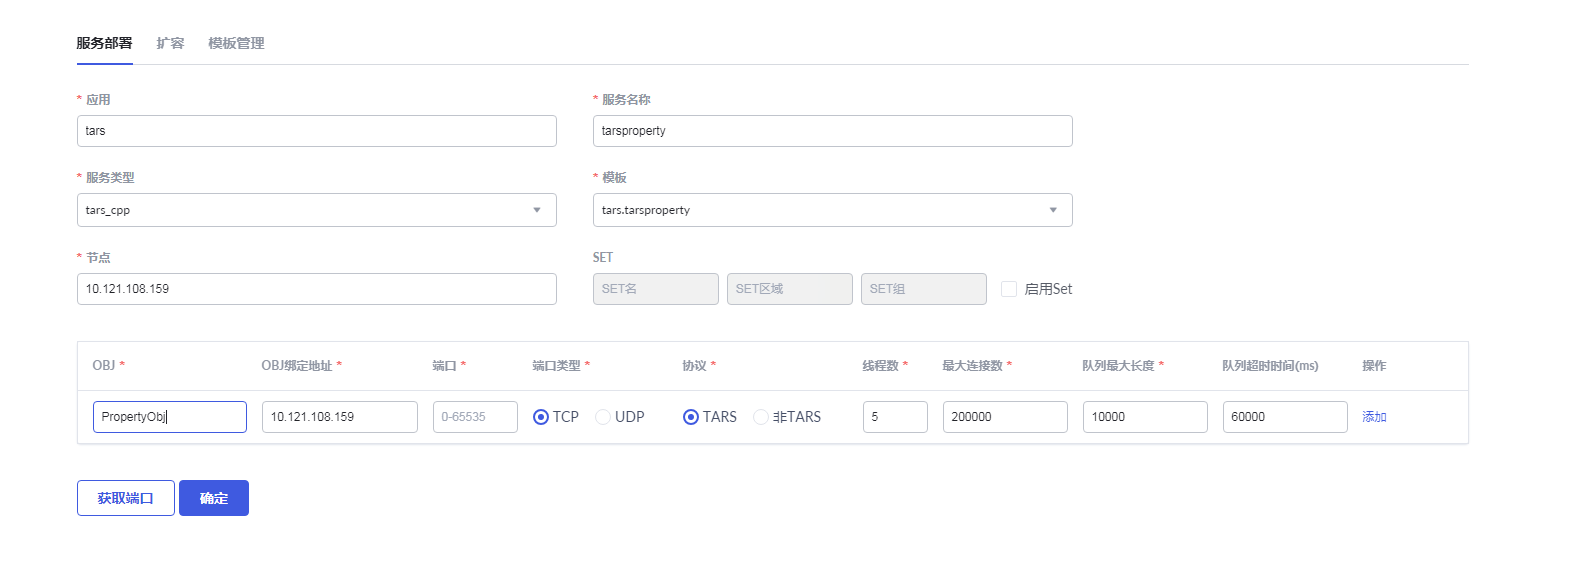 服务部署 扩容 模板管理
* 应用 * 服务名称
tars tarsproperty
* 服务类型 * 模板
tars_cpp tars.tarsproperty
* 节点 SET
10.121.108.159 SET名 SET区域 SET组 启用Set
OBJ * OBJ绑定地址 * 端口 * 端口类型 * 协议 * 线程数 * 最大连接数 * 队列最大长度 * 队列超时时间(ms) 操作
PropertyObj 10.121.108.159 0-65535 TCP UDP TARS 非TARS 5 200000 10000 60000 添加
获取端口 确定